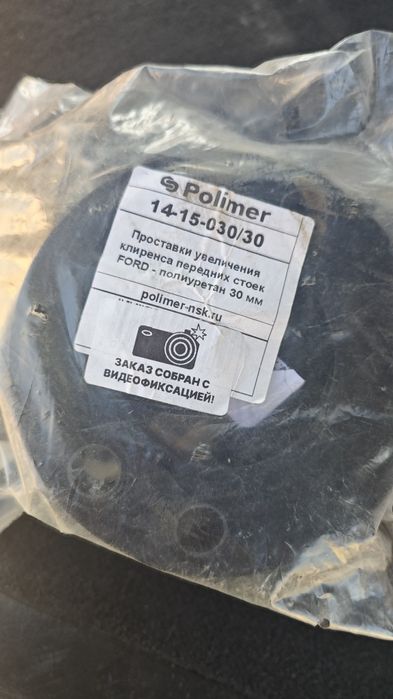 Polimer
14-15-030/30
Проставки увеличения
клиренса передних стоек
FORD - полиуретан 30 мм
polimer-nsk.ru
ЗАКАЗ СОБРАН С
ВИДЕОФИКСАЦИЕЙ!